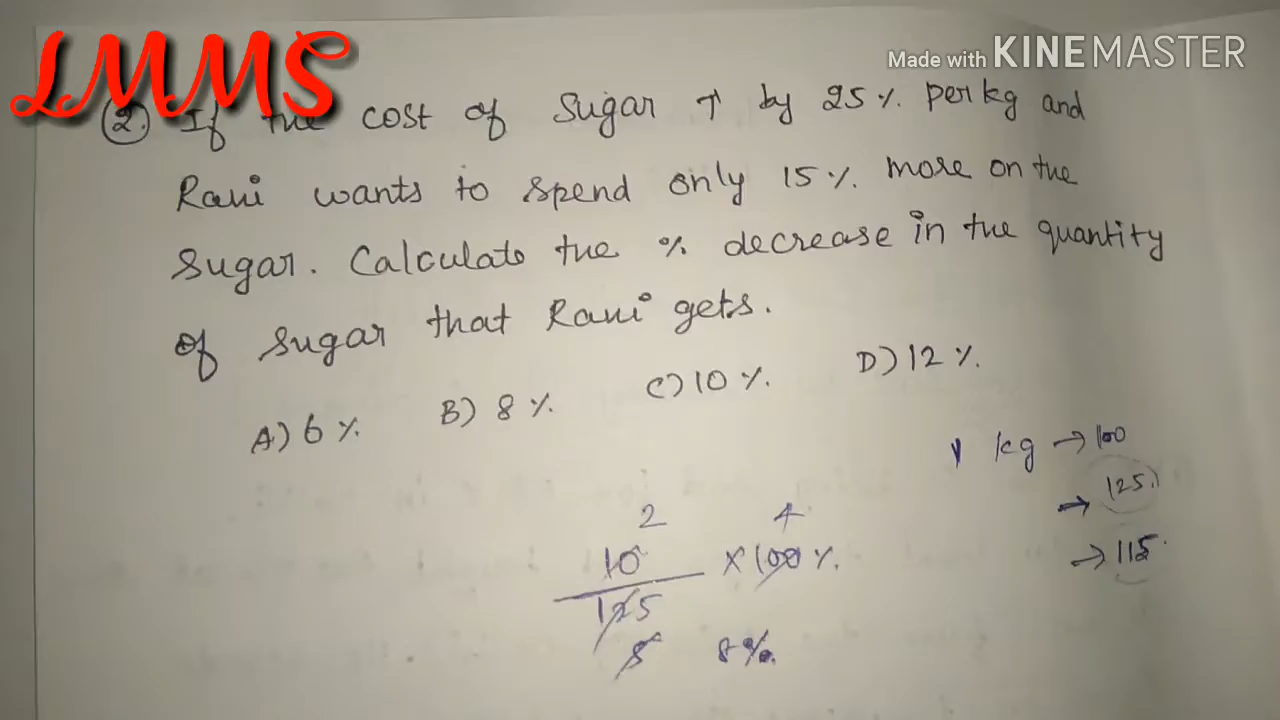 LMMS
Made with KINEMASTER
2. If the cost of Sugar ↑ by 25 %. per kg and
Rani wants to spend only 15 %. more on the
Sugar. Calculate the % decrease in the quantity
of sugar that Rani gets.
A) 6 %. B) 8 %. C) 10 %. D) 12 %.
1 kg → 100
→ 125.
→ 115.
2 4
10 × 100 %.
125
5 8%.